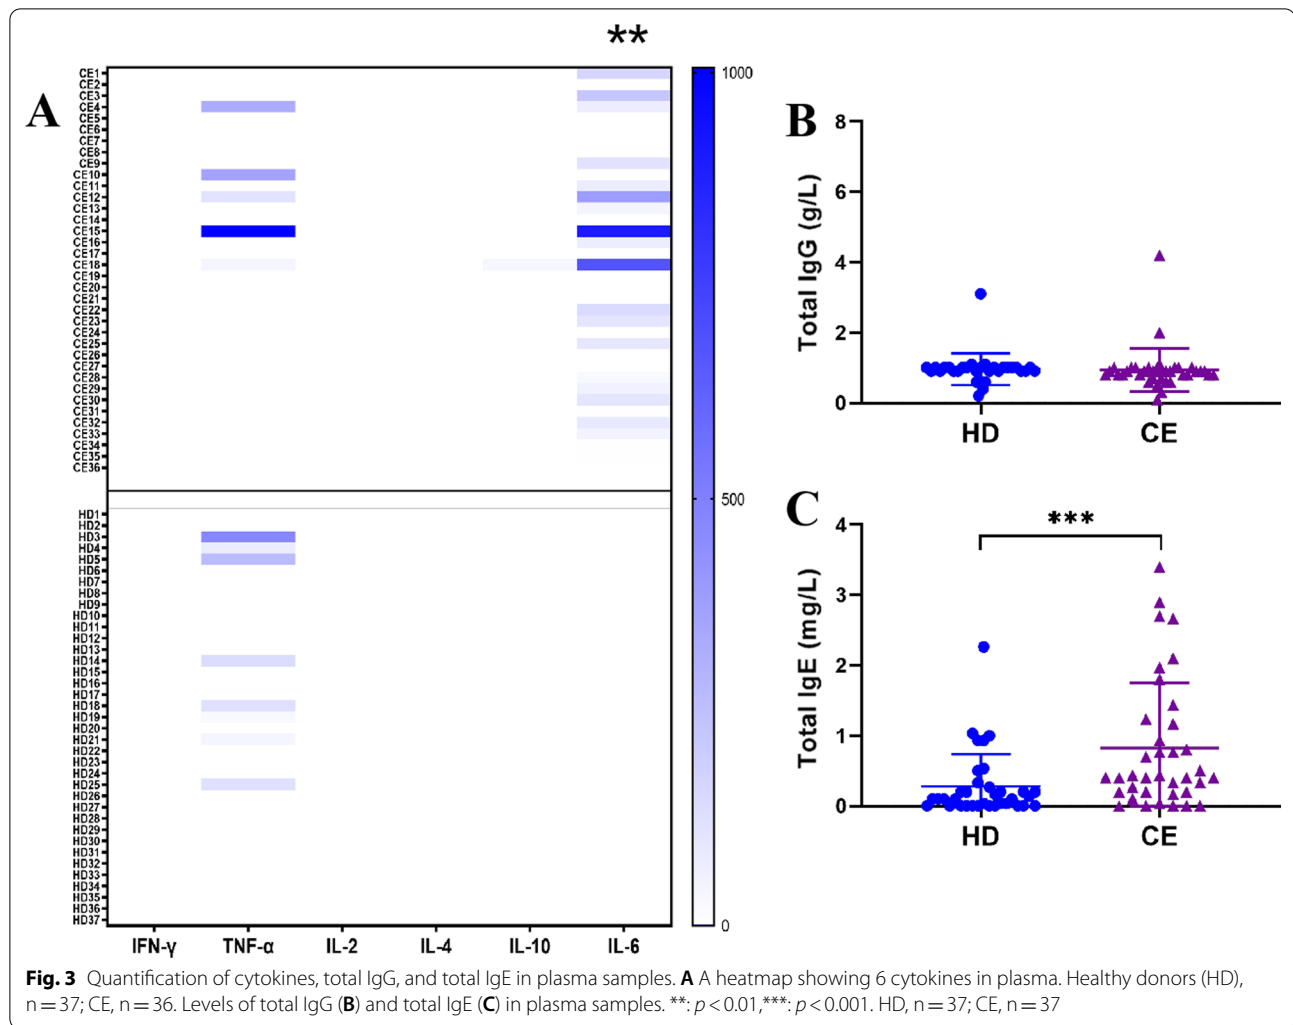 **
A
CE1
CE2
CE3
CE4
CE5
CE6
CE7
CE8
CE9
CE10
CE11
CE12
CE13
CE14
CE15
CE16
CE17
CE18
CE19
CE20
CE21
CE22
CE23
CE24
CE25
CE26
CE27
CE28
CE29
CE30
CE31
CE32
CE33
CE34
CE35
CE36
HD1
HD2
HD3
HD4
HD5
HD6
HD7
HD8
HD9
HD10
HD11
HD12
HD13
HD14
HD15
HD16
HD17
HD18
HD19
HD20
HD21
HD22
HD23
HD24
HD25
HD26
HD27
HD28
HD29
HD30
HD31
HD32
HD33
HD34
HD35
HD36
HD37
IFN-γ TNF-α IL-2 IL-4 IL-10 IL-6
1000
500
0
B
Total IgG (g/L)
8
6
4
2
0
HD CE
C
Total IgE (mg/L)
***
4
3
2
1
0
HD CE
Fig. 3 Quantification of cytokines, total IgG, and total IgE in plasma samples. A A heatmap showing 6 cytokines in plasma. Healthy donors (HD),
n = 37; CE, n = 36. Levels of total IgG (B) and total IgE (C) in plasma samples. **: p < 0.01,***: p < 0.001. HD, n = 37; CE, n = 37